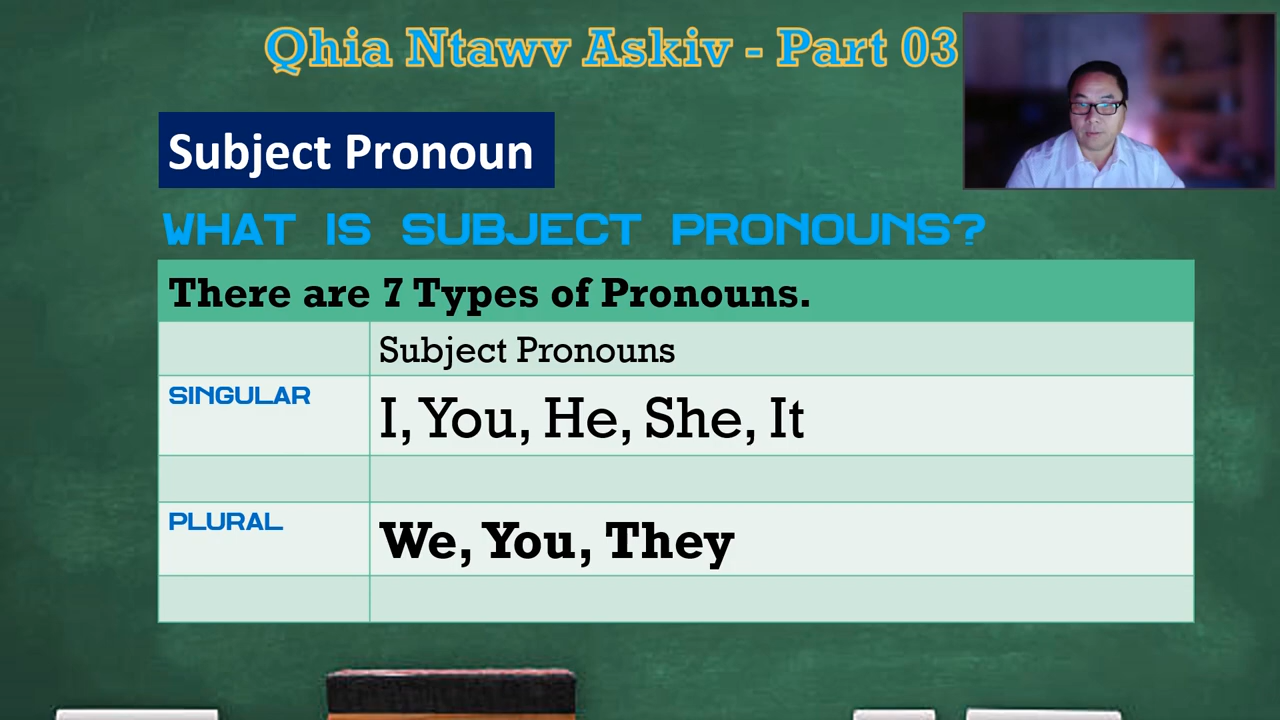 Qhia Ntawv Askiv - Part 03
Subject Pronoun
WHAT IS SUBJECT PRONOUNS?
There are 7 Types of Pronouns.
Subject Pronouns
SINGULAR
I, You, He, She, It
PLURAL
We, You, They